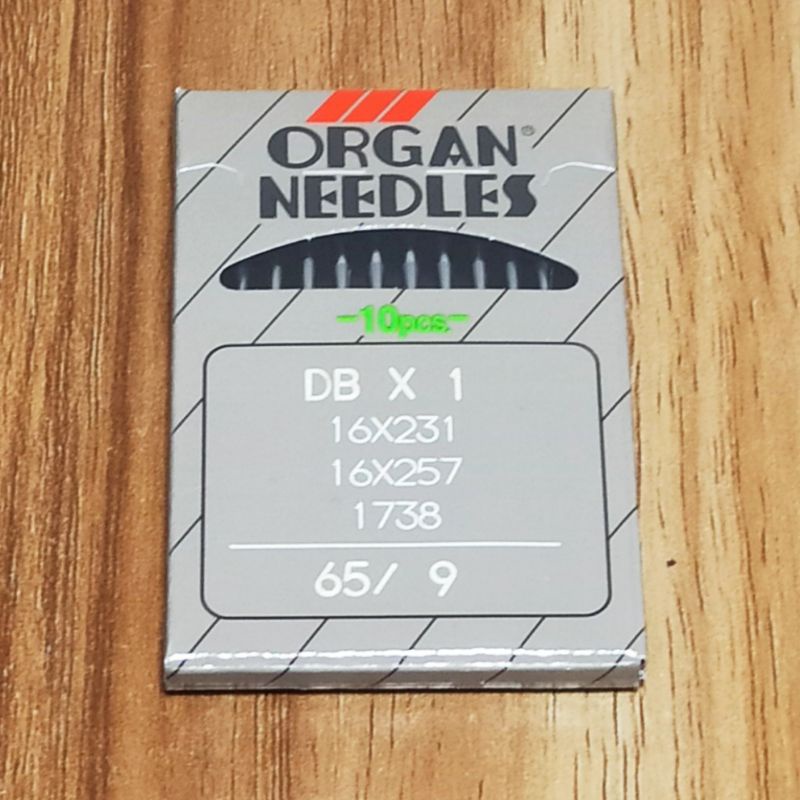 ORGAN®
NEEDLES
-10pcs.-
DB X 1
16X231
16X257
1738
65/ 9